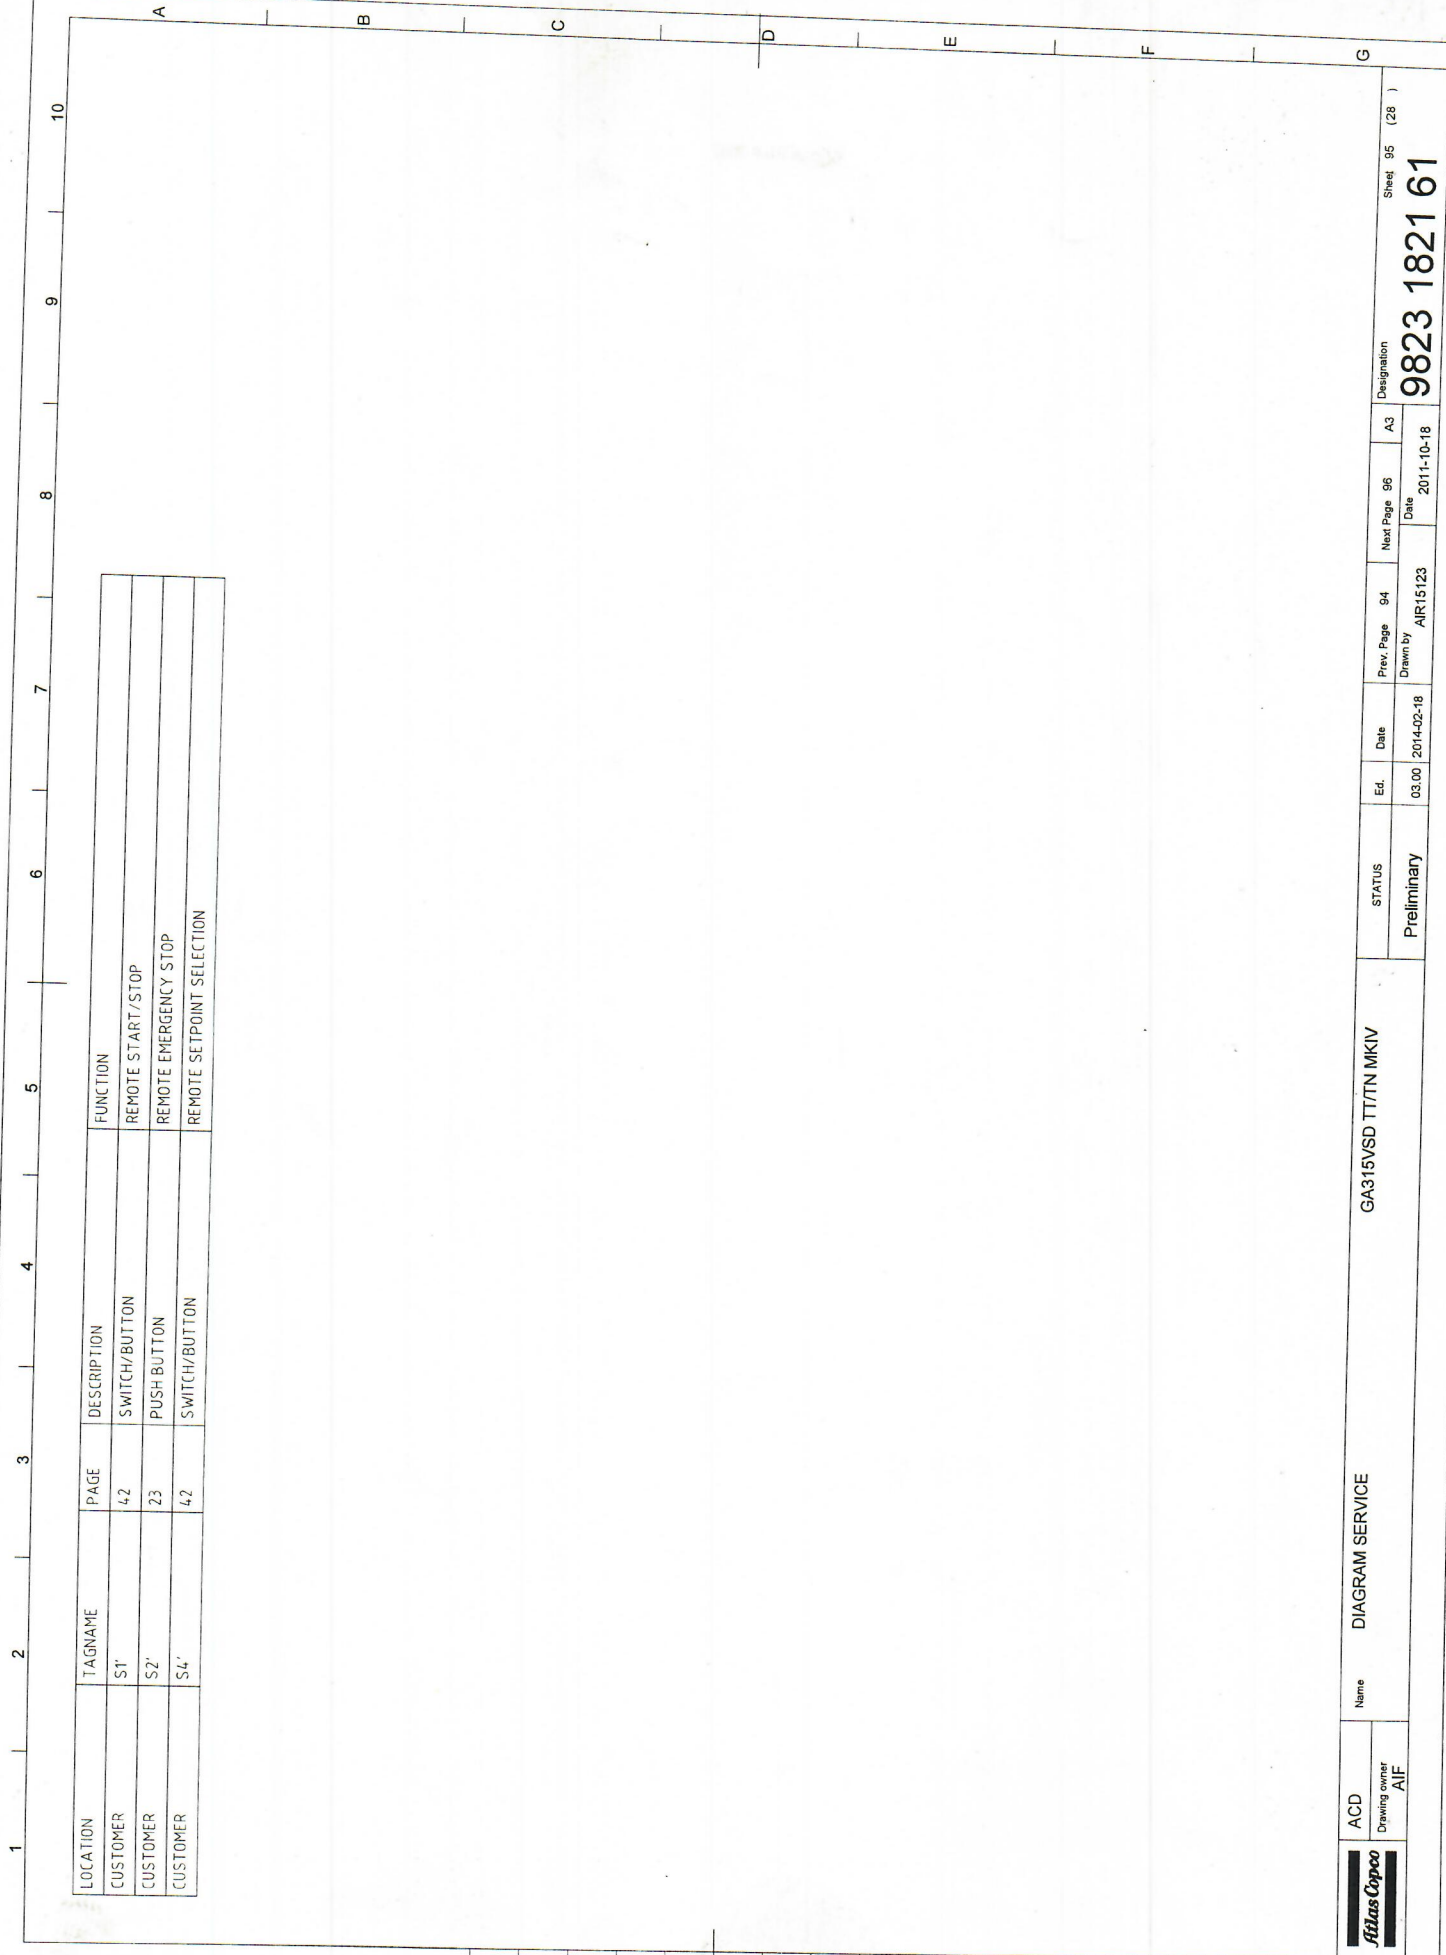 1 2 3 4 5 6 7 8 9 10
A
B
C
D
E
F
G
LOCATION TAGNAME PAGE DESCRIPTION FUNCTION
CUSTOMER S1' 42 SWITCH/BUTTON REMOTE START/STOP
CUSTOMER S2' 23 PUSH BUTTON REMOTE EMERGENCY STOP
CUSTOMER S4' 42 SWITCH/BUTTON REMOTE SETPOINT SELECTION
Atlas Copco
ACD
Drawing owner
AIF
Name DIAGRAM SERVICE GA315VSD TT/TN MKIV
STATUS
Preliminary
Ed. Date Prev. Page 94 Next Page 96 A3
03.00 2014-02-18 Drawn by AIR15123 Date 2011-10-18
Designation Sheet 95 (28 )
9823 1821 61